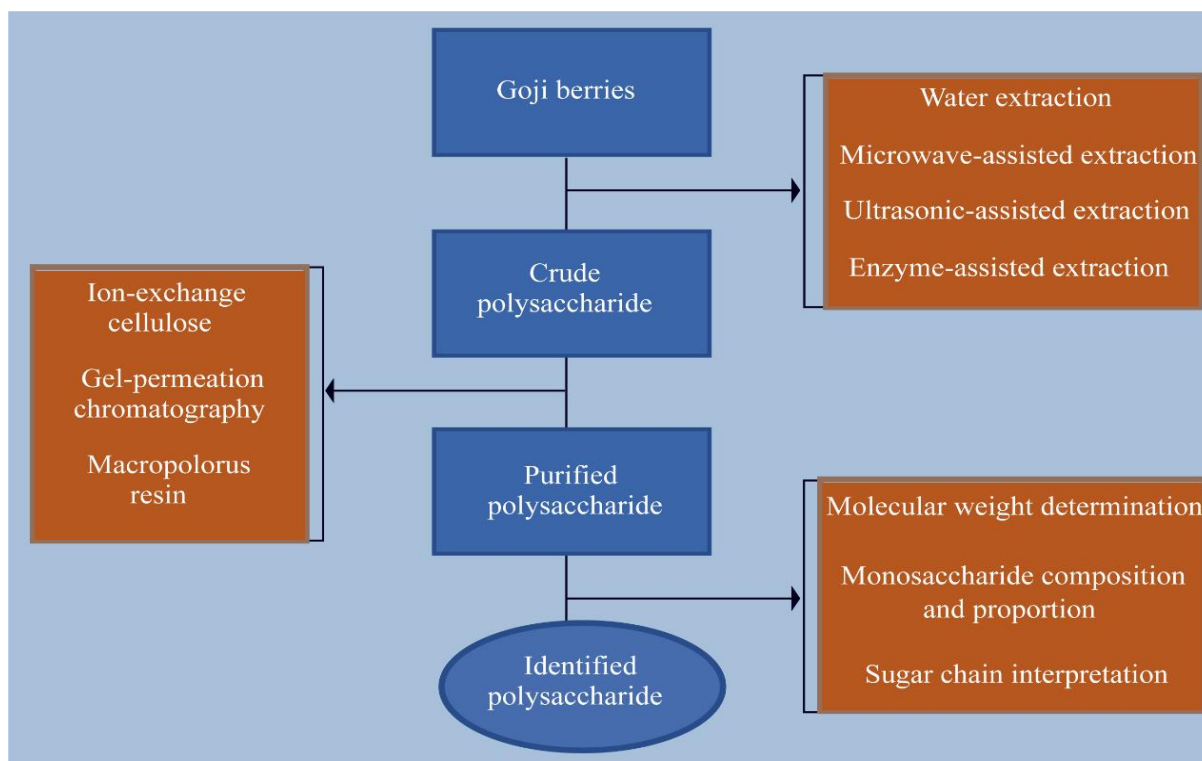 Goji berries
Water extraction
Microwave-assisted extraction
Ultrasonic-assisted extraction
Enzyme-assisted extraction
Crude
polysaccharide
Ion-exchange
cellulose
Gel-permeation
chromatography
Macropolorus
resin
Purified
polysaccharide
Molecular weight determination
Monosaccharide composition
and proportion
Sugar chain interpretation
Identified
polysaccharide